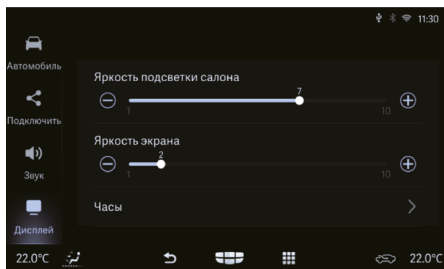 11:30
Автомобиль
Яркость подсветки салона
7
1
10
Подключить
Яркость экрана
2
1
10
Звук
Часы
Дисплей
22.0°C
22.0°C